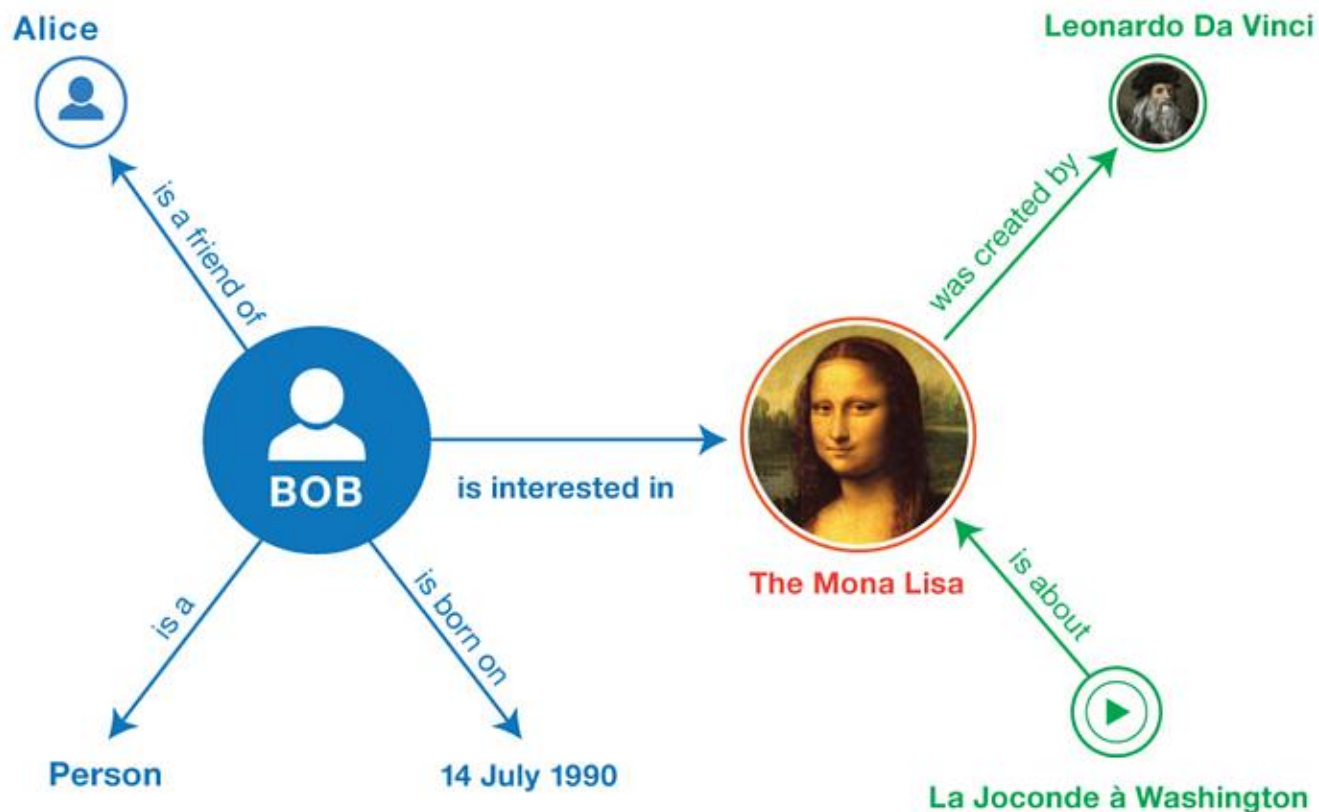 Alice
Leonardo Da Vinci
is a friend of
was created by
BOB
is interested in
The Mona Lisa
is a
is born on
is about
Person
14 July 1990
La Joconde à Washington